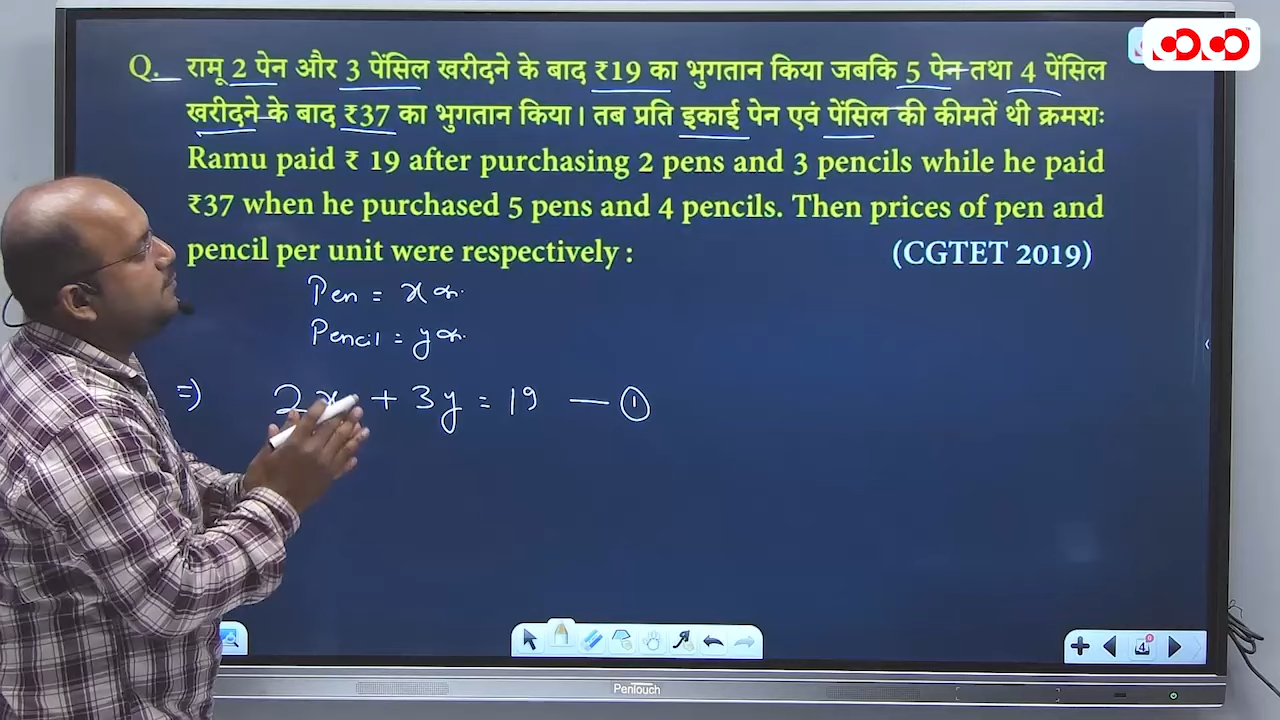 Q. रामू 2 पेन और 3 पेंसिल खरीदने के बाद ₹19 का भुगतान किया जबकि 5 पेन तथा 4 पेंसिल
खरीदने के बाद ₹37 का भुगतान किया। तब प्रति इकाई पेन एवं पेंसिल की कीमतें थी क्रमशः
Ramu paid ₹ 19 after purchasing 2 pens and 3 pencils while he paid
₹37 when he purchased 5 pens and 4 pencils. Then prices of pen and
pencil per unit were respectively : (CGTET 2019)
Pen = x रु.
Pencil = y रु.
⇒ 2x + 3y = 19 — ①
4
Pentouch